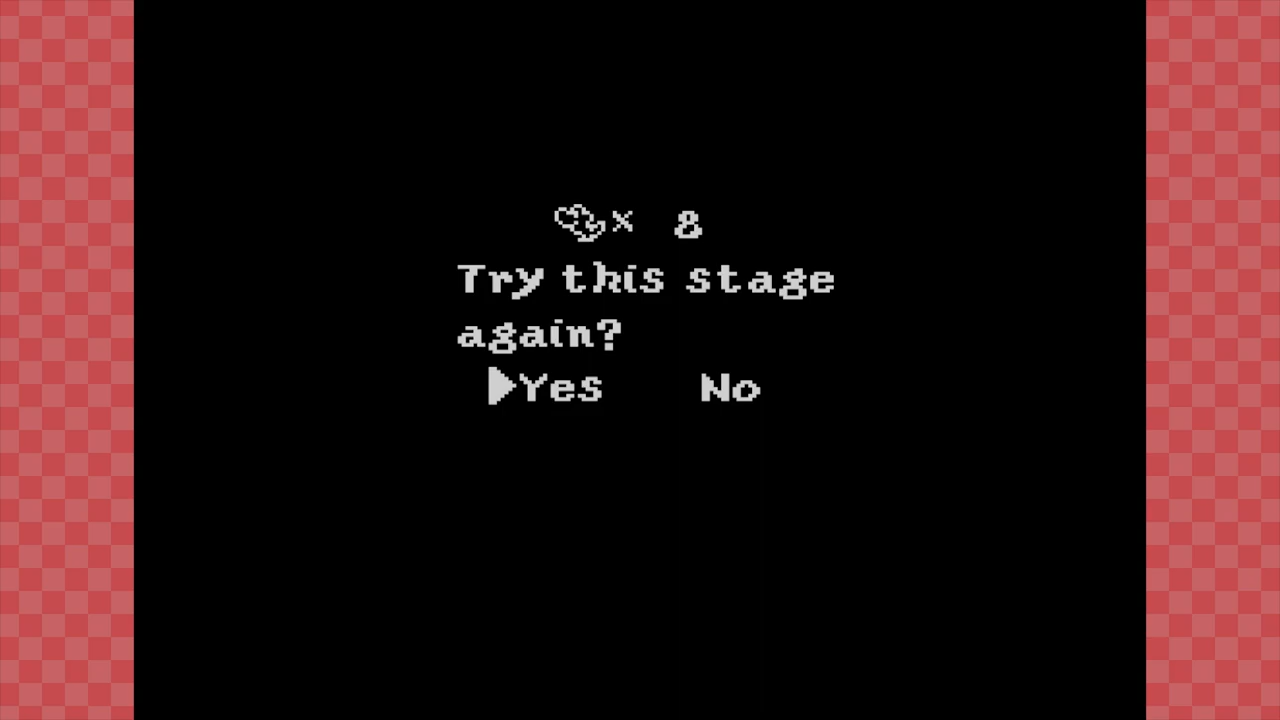 × 8
Try this stage
again?
▶Yes No